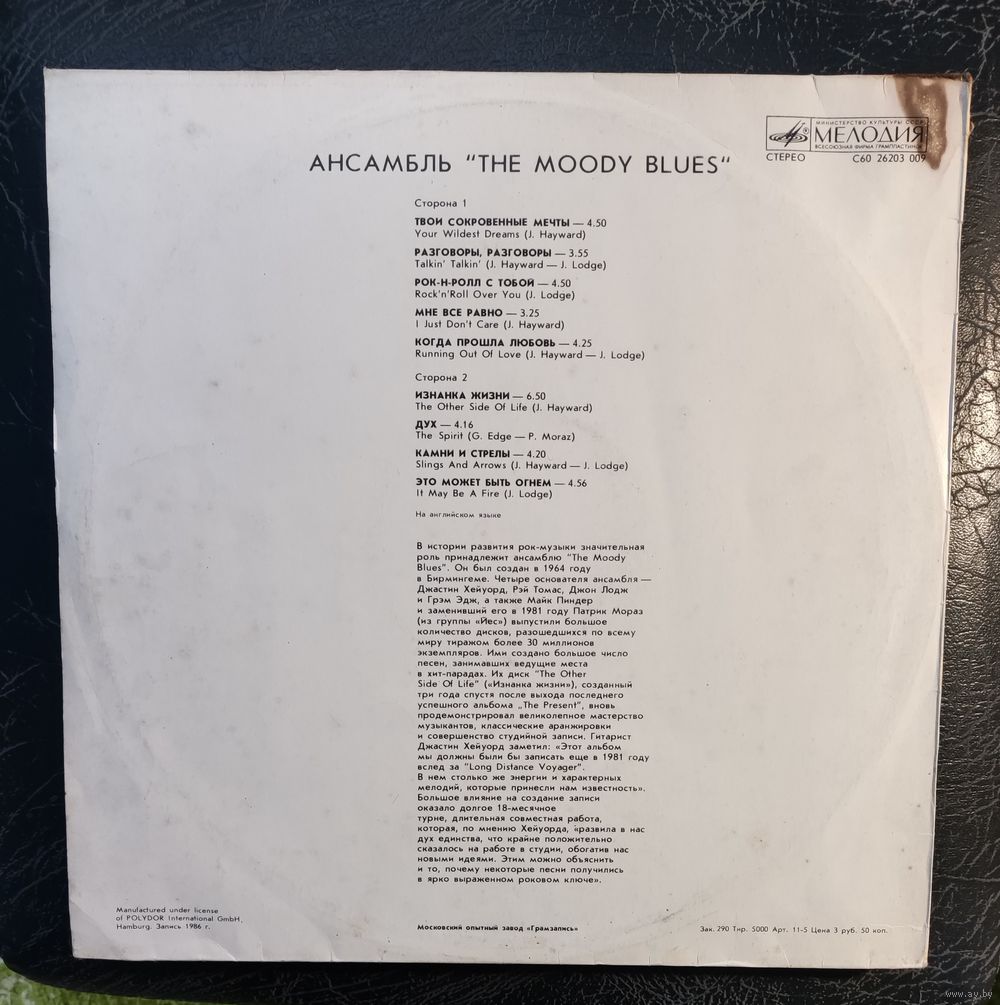 МИНИСТЕРСТВО КУЛЬТУРЫ СССР
МЕЛОДИЯ
ВСЕСОЮЗНАЯ ФИРМА ГРАМПЛАСТИНОК
СТЕРЕО С60 26203 009
АНСАМБЛЬ "THE MOODY BLUES"
Сторона 1
ТВОИ СОКРОВЕННЫЕ МЕЧТЫ — 4.50
Your Wildest Dreams (J. Hayward)
РАЗГОВОРЫ, РАЗГОВОРЫ — 3.55
Talkin' Talkin' (J. Hayward — J. Lodge)
РОК-Н-РОЛЛ С ТОБОЙ — 4.50
Rock'n'Roll Over You (J. Lodge)
МНЕ ВСЕ РАВНО — 3.25
I Just Don't Care (J. Hayward)
КОГДА ПРОШЛА ЛЮБОВЬ — 4.25
Running Out Of Love (J. Hayward — J. Lodge)
Сторона 2
ИЗНАНКА ЖИЗНИ — 6.50
The Other Side Of Life (J. Hayward)
ДУХ — 4.16
The Spirit (G. Edge — P. Moraz)
КАМНИ И СТРЕЛЫ — 4.20
Slings And Arrows (J. Hayward — J. Lodge)
ЭТО МОЖЕТ БЫТЬ ОГНЕМ — 4.56
It May Be A Fire (J. Lodge)
На английском языке
В истории развития рок-музыки значительная
роль принадлежит ансамблю "The Moody
Blues". Он был создан в 1964 году
в Бирмингеме. Четыре основателя ансамбля —
Джастин Хейуорд, Рэй Томас, Джон Лодж
и Грэм Эдж, а также Майк Пиндер
и заменивший его в 1981 году Патрик Мораз
(из группы «Йес») выпустили большое
количество дисков, разошедшихся по всему
миру тиражом более 30 миллионов
экземпляров. Ими создано большое число
песен, занимавших ведущие места
в хит-парадах. Их диск "The Other
Side Of Life" («Изнанка жизни»), созданный
три года спустя после выхода последнего
успешного альбома „The Present", вновь
продемонстрировал великолепное мастерство
музыкантов, классические аранжировки
и совершенство студийной записи. Гитарист
Джастин Хейуорд заметил: «Этот альбом
мы должны были бы записать еще в 1981 году
вслед за "Long Distance Voyager".
В нем столько же энергии и характерных
мелодий, которые принесли нам известность».
Большое влияние на создание записи
оказало долгое 18-месячное
турне, длительная совместная работа,
которая, по мнению Хейуорда, «развила в нас
дух единства, что крайне положительно
сказалось на работе в студии, обогатив нас
новыми идеями. Этим можно объяснить
и то, почему некоторые песни получились
в ярко выраженном роковом ключе».
Manufactured under license
of POLYDOR International GmbH,
Hamburg. Запись 1986 г.
Московский опытный завод «Грамзапись»
Зак. 290 Тир. 5000 Арт. 11-5 Цена 3 руб. 50 коп.
www.ay.by